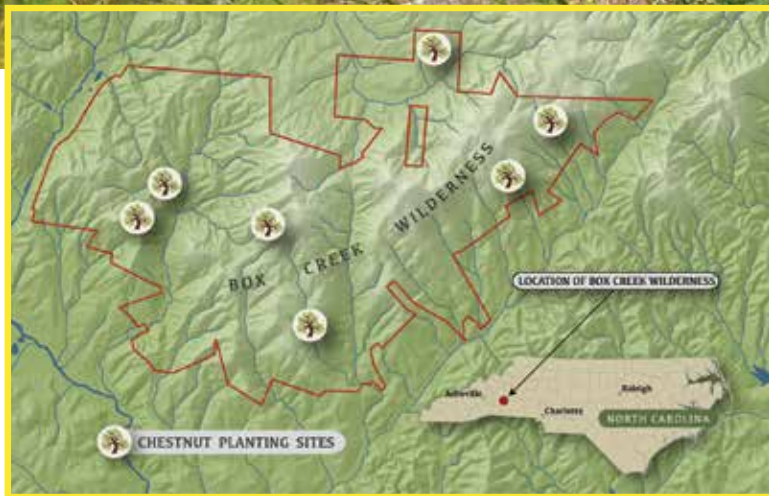 BOX CREEK WILDERNESS
LOCATION OF BOX CREEK WILDERNESS
Asheville
Raleigh
Charlotte
NORTH CAROLINA
CHESTNUT PLANTING SITES